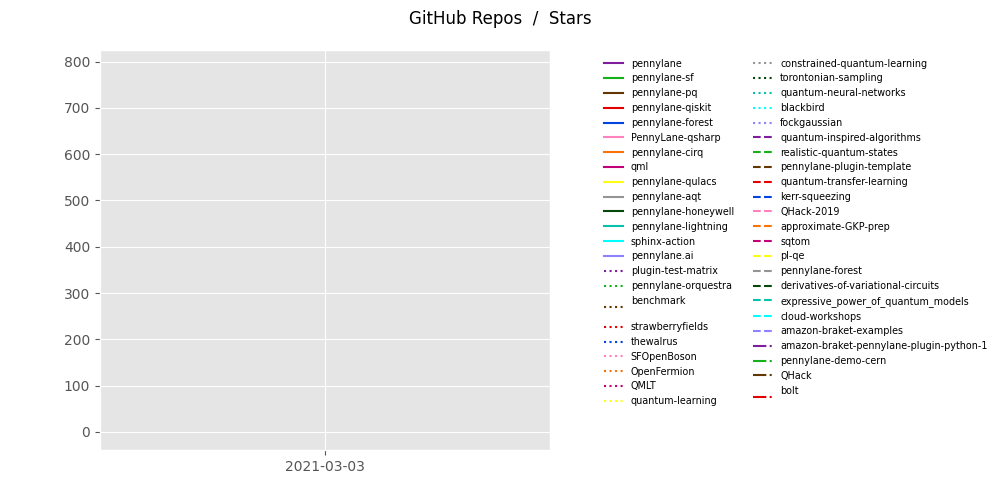 GitHub Repos / Stars
800
700
600
500
400
300
200
100
0
2021-03-03
pennylane
pennylane-sf
pennylane-pq
pennylane-qiskit
pennylane-forest
PennyLane-qsharp
pennylane-cirq
qml
pennylane-qulacs
pennylane-aqt
pennylane-honeywell
pennylane-lightning
sphinx-action
pennylane.ai
plugin-test-matrix
pennylane-orquestra
benchmark
strawberryfields
thewalrus
SFOpenBoson
OpenFermion
QMLT
quantum-learning
constrained-quantum-learning
torontonian-sampling
quantum-neural-networks
blackbird
fockgaussian
quantum-inspired-algorithms
realistic-quantum-states
pennylane-plugin-template
quantum-transfer-learning
kerr-squeezing
QHack-2019
approximate-GKP-prep
sqtom
pl-qe
pennylane-forest
derivatives-of-variational-circuits
expressive_power_of_quantum_models
cloud-workshops
amazon-braket-examples
amazon-braket-pennylane-plugin-python-1
pennylane-demo-cern
QHack
bolt